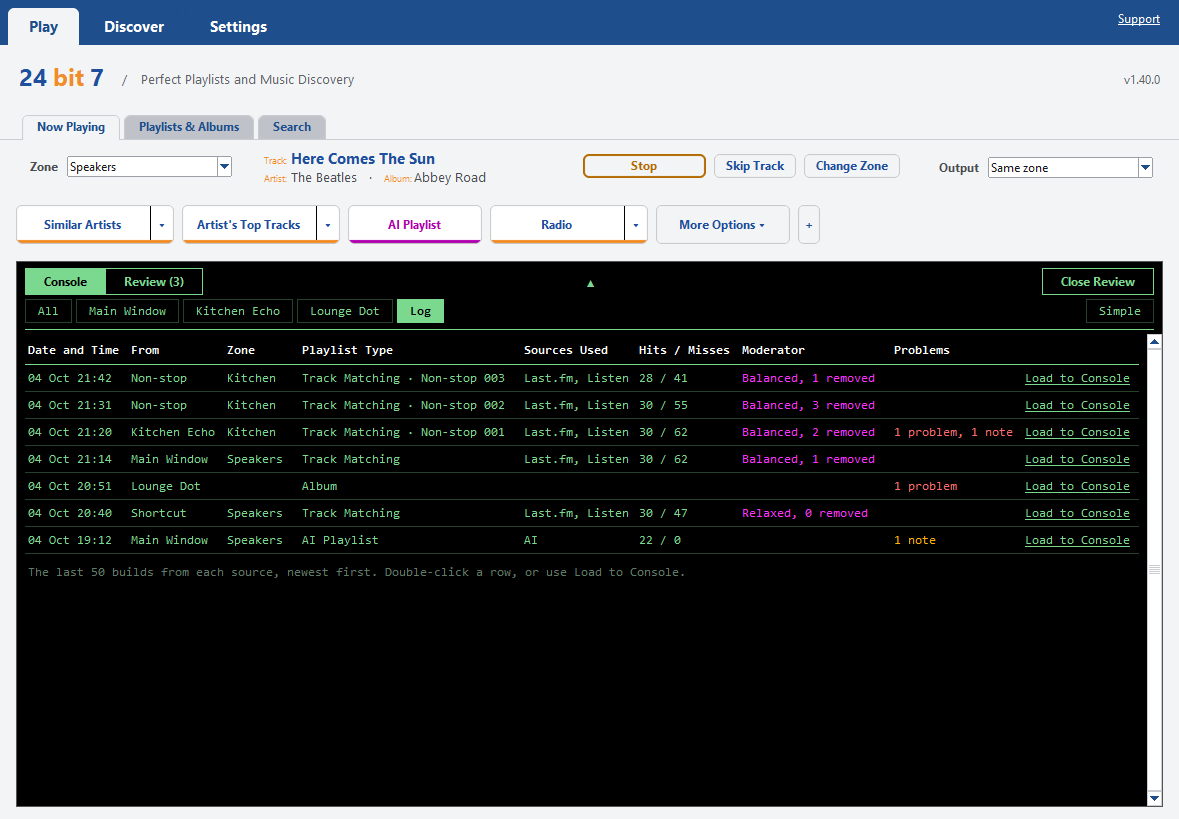 Play Discover Settings Support
24 bit 7 / Perfect Playlists and Music Discovery v1.40.0
Now Playing Playlists & Albums Search
Zone Speakers Track: Here Comes The Sun Stop Skip Track Change Zone Output Same zone
Artist: The Beatles · Album: Abbey Road
Similar Artists Artist's Top Tracks AI Playlist Radio More Options +
Console Review (3) Close Review
All Main Window Kitchen Echo Lounge Dot Log Simple
Date and Time From Zone Playlist Type Sources Used Hits / Misses Moderator Problems
04 Oct 21:42 Non-stop Kitchen Track Matching · Non-stop 003 Last.fm, Listen 28 / 41 Balanced, 1 removed Load to Console
04 Oct 21:31 Non-stop Kitchen Track Matching · Non-stop 002 Last.fm, Listen 30 / 55 Balanced, 3 removed Load to Console
04 Oct 21:20 Kitchen Echo Kitchen Track Matching · Non-stop 001 Last.fm, Listen 30 / 62 Balanced, 2 removed 1 problem, 1 note Load to Console
04 Oct 21:14 Main Window Speakers Track Matching Last.fm, Listen 30 / 62 Balanced, 1 removed Load to Console
04 Oct 20:51 Lounge Dot Album 1 problem Load to Console
04 Oct 20:40 Shortcut Speakers Track Matching Last.fm, Listen 30 / 47 Relaxed, 0 removed Load to Console
04 Oct 19:12 Main Window Speakers AI Playlist AI 22 / 0 1 note Load to Console
The last 50 builds from each source, newest first. Double-click a row, or use Load to Console.